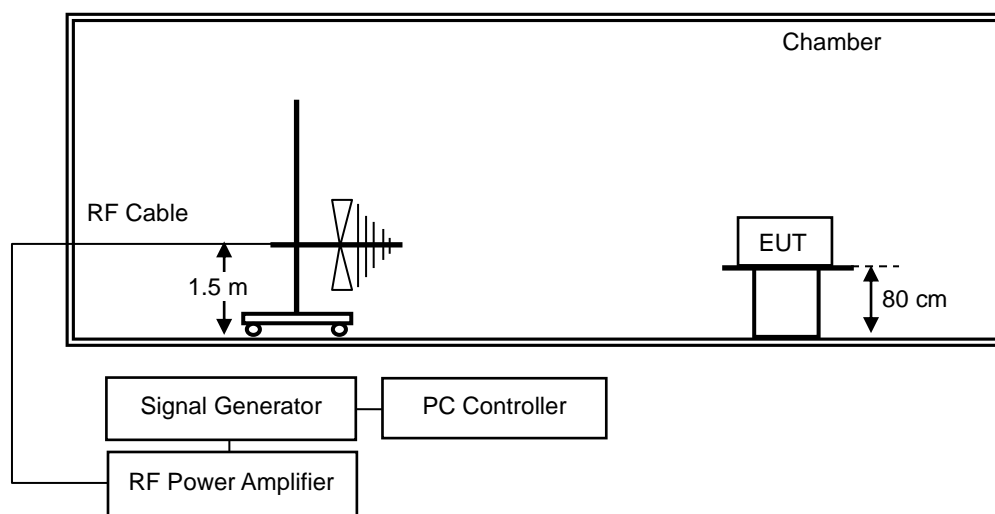 Chamber
RF Cable
EUT
1.5 m
80 cm
Signal Generator
PC Controller
RF Power Amplifier